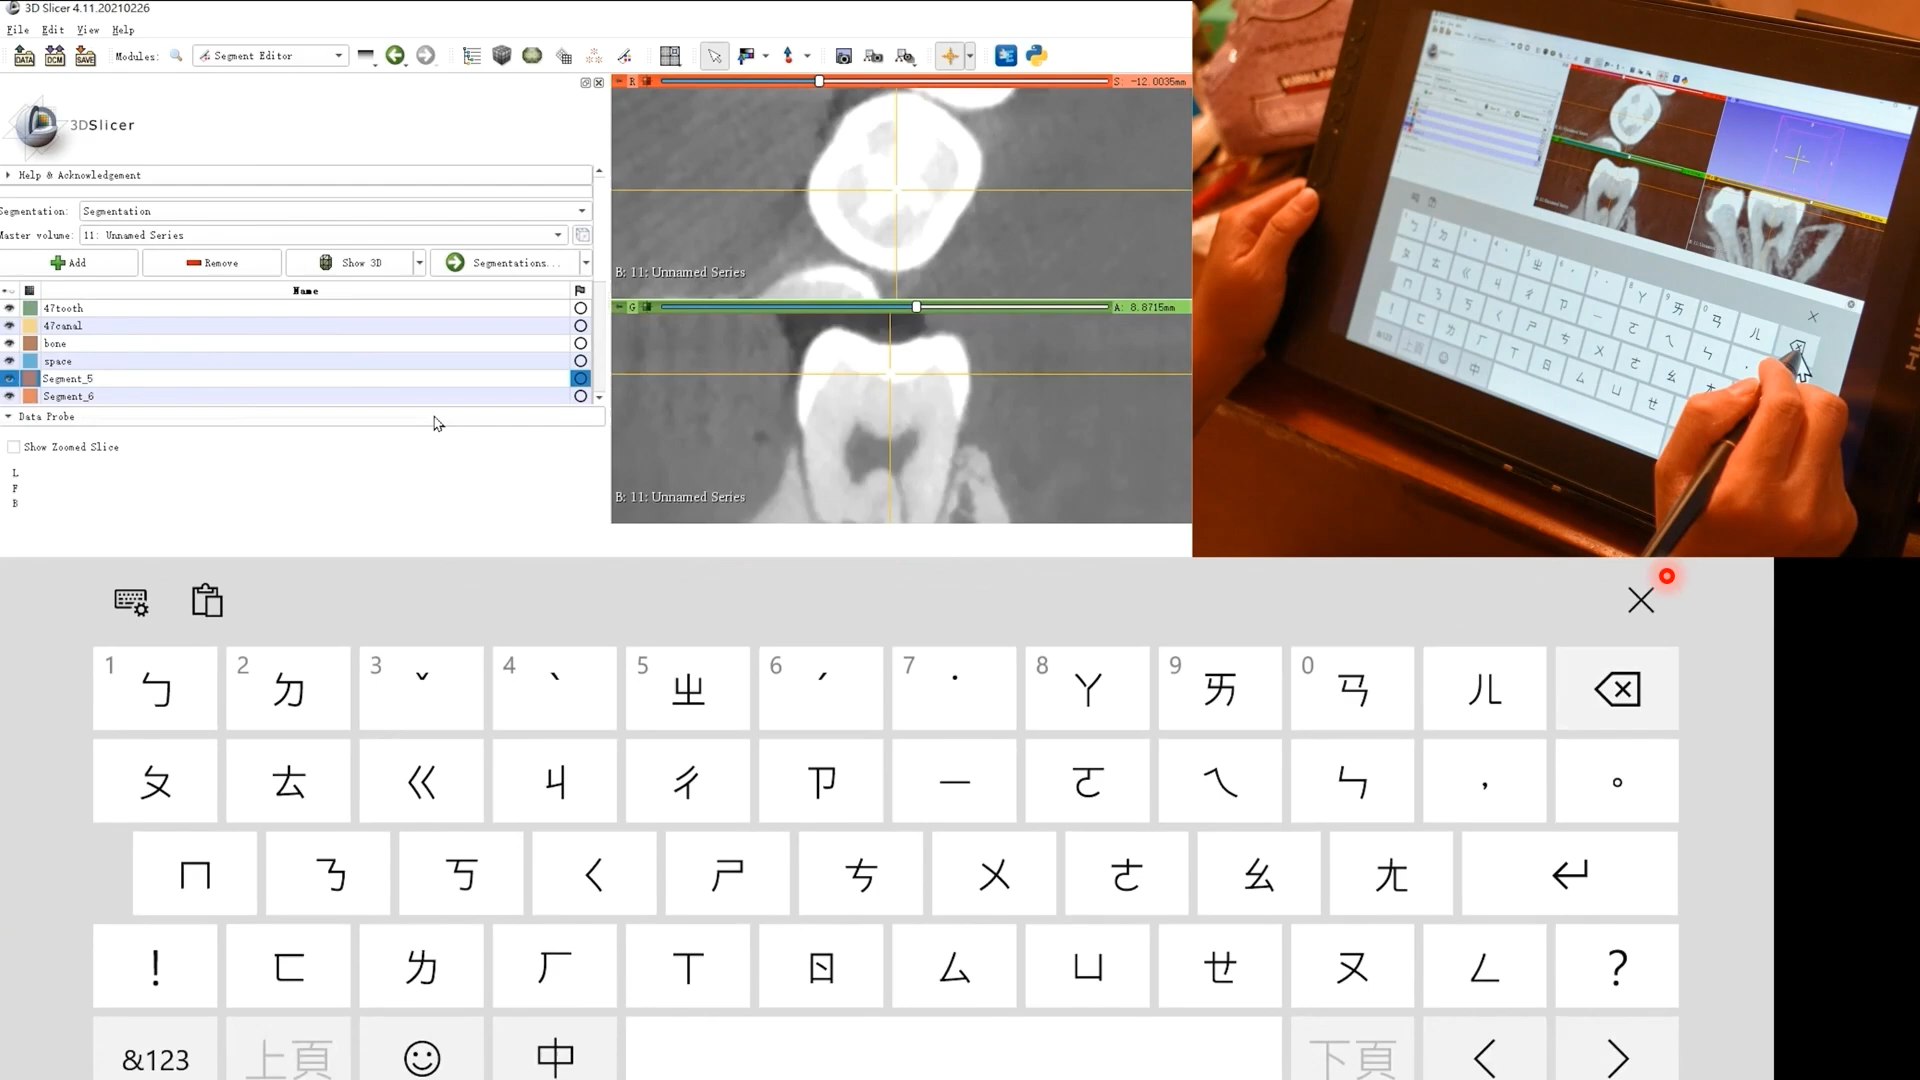 3D Slicer 4.11.20210226
File Edit View Help
DATA DCM SAVE Modules: Segment Editor
3DSlicer
Help & Acknowledgement
Segmentation: Segmentation
Master volume: 11: Unnamed Series
Add Remove Show 3D Segmentations...
Name
47tooth
47canal
bone
space
Segment_5
Segment_6
Data Probe
Show Zoomed Slice
L
F
B
R S: -12.0035mm
B: 11: Unnamed Series
G A: 8.8715mm
B: 11: Unnamed Series
1 ㄅ 2 ㄉ 3 ˇ 4 ˋ 5 ㄓ 6 ˊ 7 ˙ 8 ㄚ 9 ㄞ 0 ㄢ ㄦ
ㄆ ㄊ ㄍ ㄐ ㄔ ㄗ ㄧ ㄛ ㄟ ㄣ , 。
ㄇ ㄋ ㄎ ㄑ ㄕ ㄘ ㄨ ㄜ ㄠ ㄤ
! ㄈ ㄌ ㄏ ㄒ ㄖ ㄙ ㄩ ㄝ ㄡ ㄥ ?
&123 上頁 中 下頁 < >